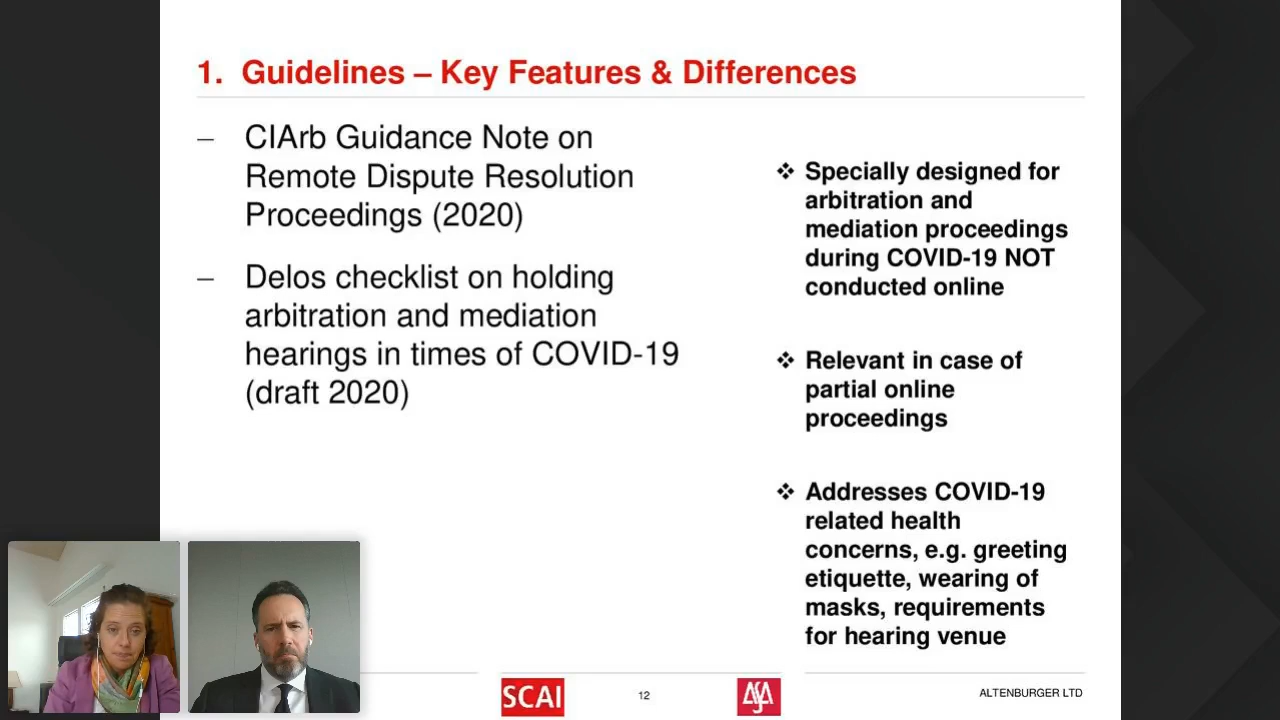 1. Guidelines – Key Features & Differences
– CIArb Guidance Note on
Remote Dispute Resolution
Proceedings (2020)
– Delos checklist on holding
arbitration and mediation
hearings in times of COVID-19
(draft 2020)
❖ Specially designed for
arbitration and
mediation proceedings
during COVID-19 NOT
conducted online
❖ Relevant in case of
partial online
proceedings
❖ Addresses COVID-19
related health
concerns, e.g. greeting
etiquette, wearing of
masks, requirements
for hearing venue
SCAI
12
ASA
ALTENBURGER LTD